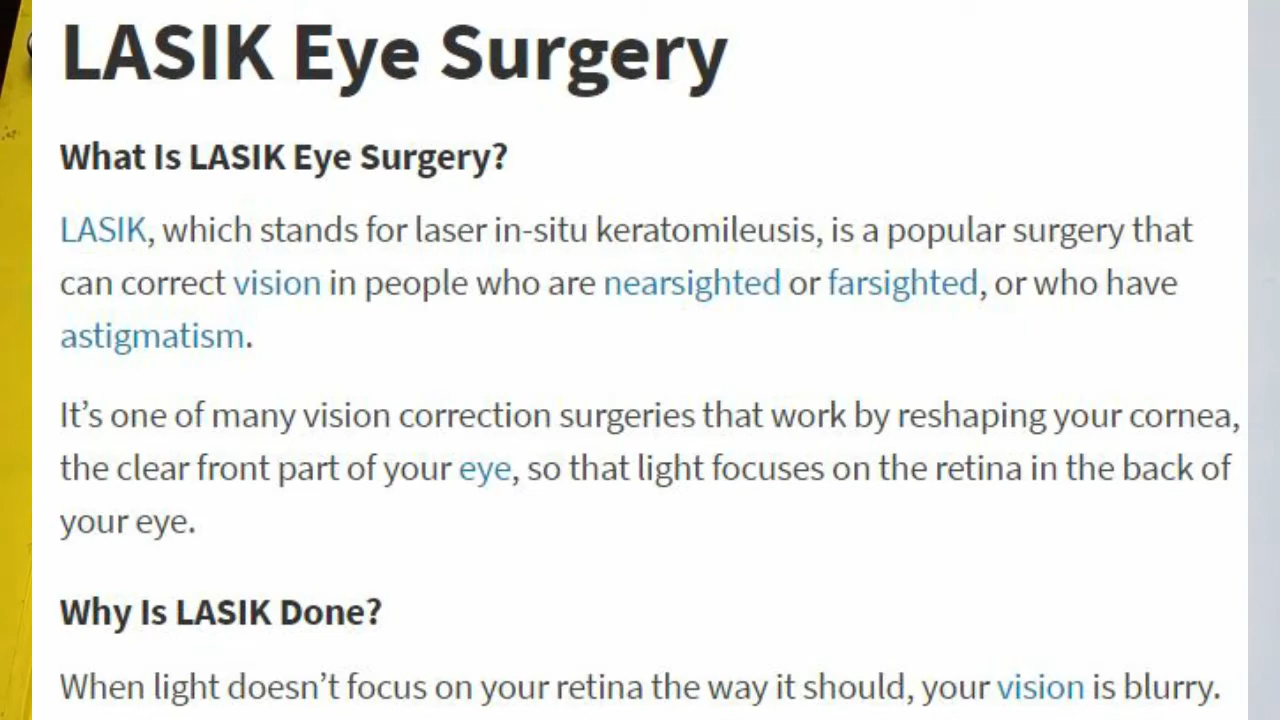 LASIK Eye Surgery
What Is LASIK Eye Surgery?
LASIK, which stands for laser in-situ keratomileusis, is a popular surgery that
can correct vision in people who are nearsighted or farsighted, or who have
astigmatism.
It’s one of many vision correction surgeries that work by reshaping your cornea,
the clear front part of your eye, so that light focuses on the retina in the back of
your eye.
Why Is LASIK Done?
When light doesn’t focus on your retina the way it should, your vision is blurry.